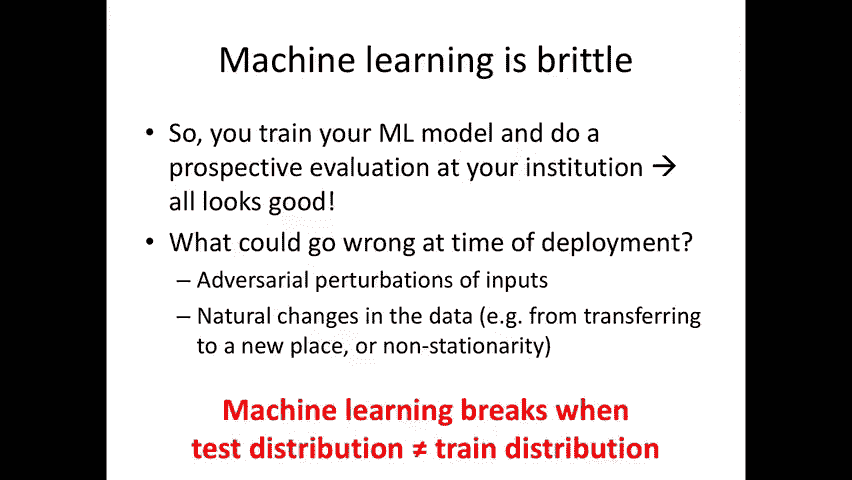 Machine learning is brittle
• So, you train your ML model and do a
prospective evaluation at your institution →
all looks good!
• What could go wrong at time of deployment?
– Adversarial perturbations of inputs
– Natural changes in the data (e.g. from transferring
to a new place, or non-stationarity)
Machine learning breaks when
test distribution ≠ train distribution